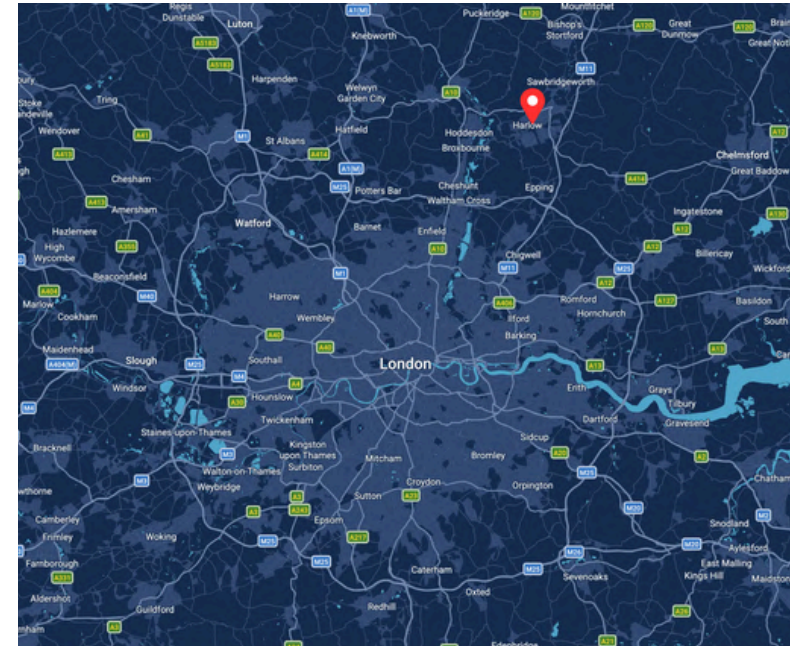 Regis
Dunstable
Luton
A1(M)
Knebworth
Puckeridge
A120
Mountfitchet
Bishop's
Stortford
A120
Great
Dunmow
A120
A5183
A5183
Harpenden
Welwyn
Garden City
A10
M11
Sawbridgeworth
Tring
Wendover
A41
M1
St Albans
Hatfield
Hoddesdon
Broxbourne
Harlow
A12
A413
A414
A1(M)
Chelmsford
Great Baddow
Chesham
M25
Potters Bar
Cheshunt
Waltham Cross
Epping
A414
A413
Amersham
Watford
Barnet
Enfield
Ingatestone
A130
Hazlemere
High
Wycombe
A355
A10
Chigwell
A12
A12
Billericay
Beaconsfield
M1
M11
M25
Wickford
A12
A404
Marlow
M40
Harrow
A406
Romford
A127
Basildon
Cookham
Wembley
Ilford
Hornchurch
South
A40
Barking
Maidenhead
A40
A13
A404(M)
Slough
M25
Southall
London
A13
Windsor
M4
A4
Erith
Grays
M4
A30
Hounslow
Tilbury
Twickenham
Dartford
Gravesend
Staines-upon-Thames
Bracknell
M3
Kingston
upon Thames
Surbiton
Mitcham
Bromley
Sidcup
A20
A2
Walton-on-Thames
Weybridge
M3
Croydon
Orpington
M25
Chatham
A3
Sutton
A23
A243
A3
Epsom
M20
M2
Camberley
Frimley
Woking
M25
A217
Snodland
M20
Aylesford
Farnborough
M25
Caterham
M25
M26
Sevenoaks
East Malling
Kings Hill
A331
Oxted
Aldershot
Guildford
Redhill
A26
A3
A21